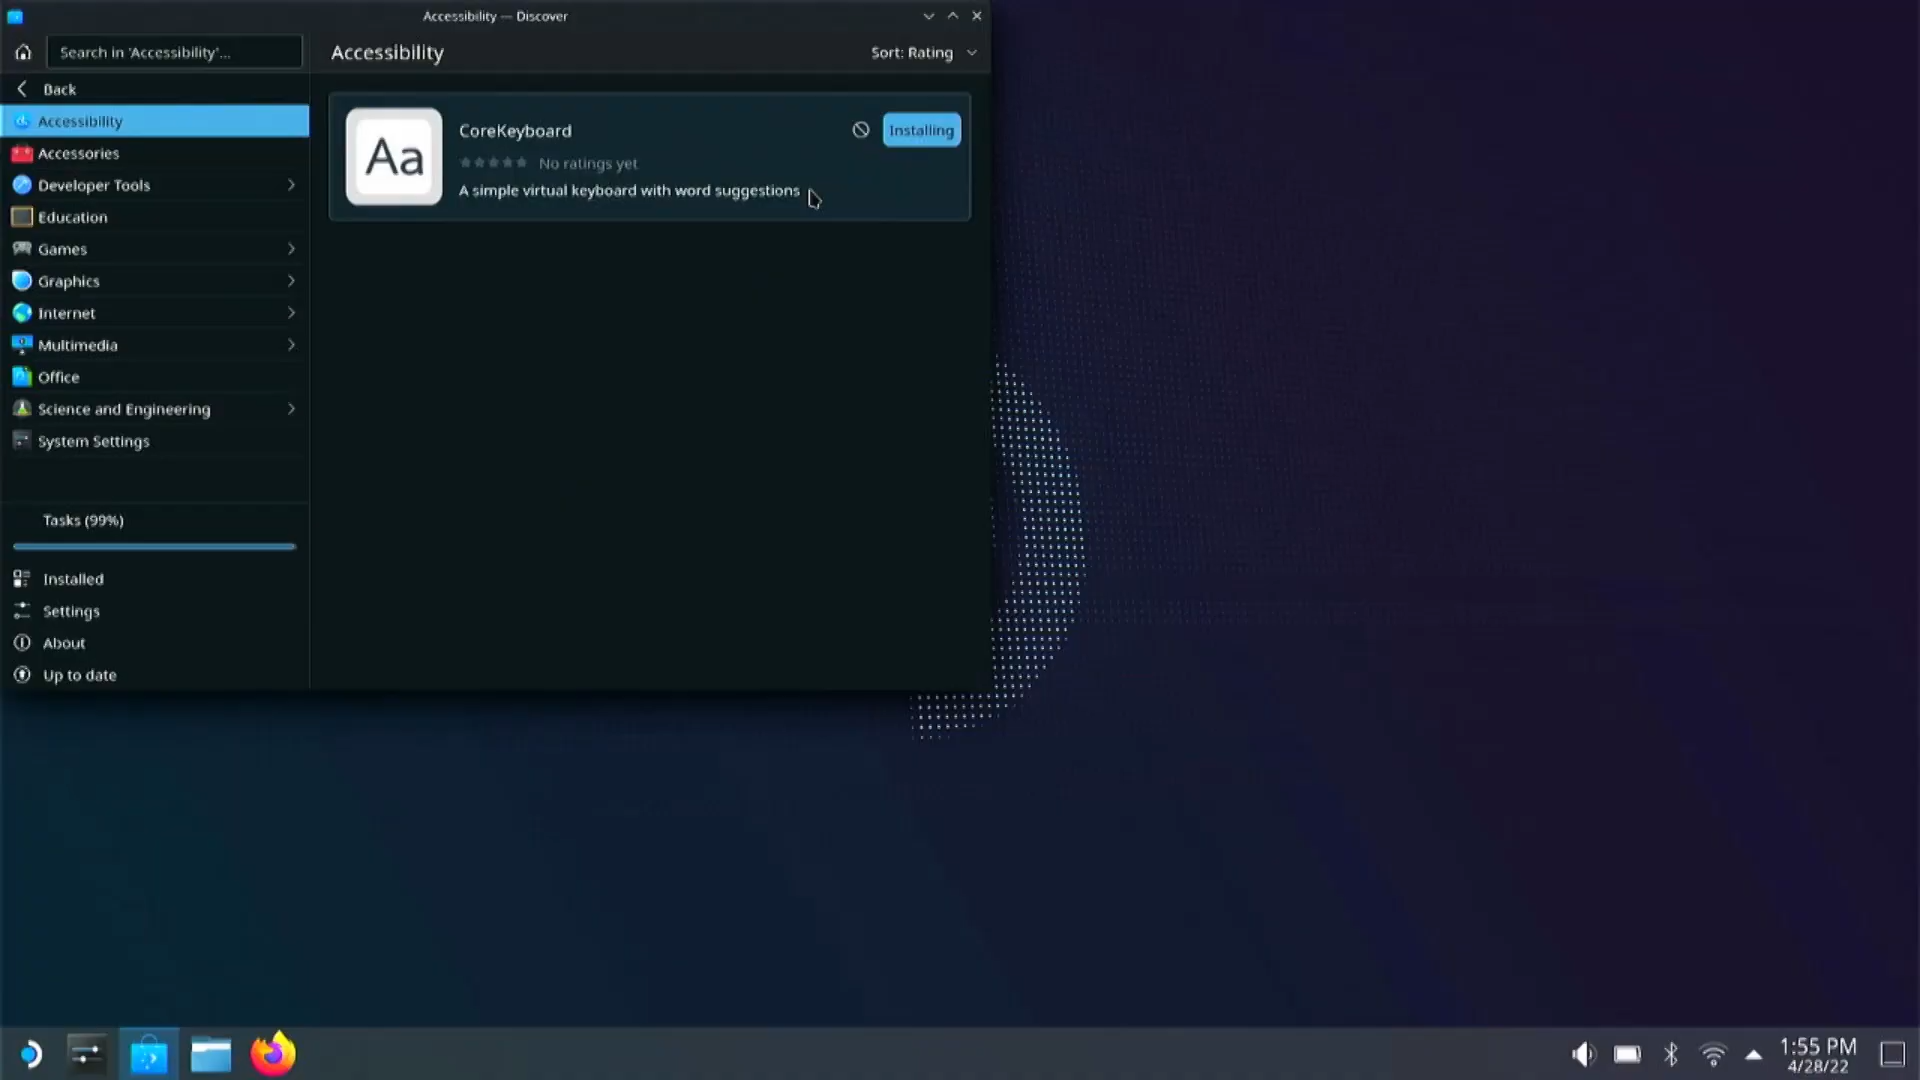 Accessibility — Discover
Search in 'Accessibility'...
Accessibility
Sort: Rating
Back
Accessibility
Accessories
Developer Tools
Education
Games
Graphics
Internet
Multimedia
Office
Science and Engineering
System Settings
Tasks (99%)
Installed
Settings
About
Up to date
Aa
CoreKeyboard
Installing
No ratings yet
A simple virtual keyboard with word suggestions
1:55 PM
4/28/22